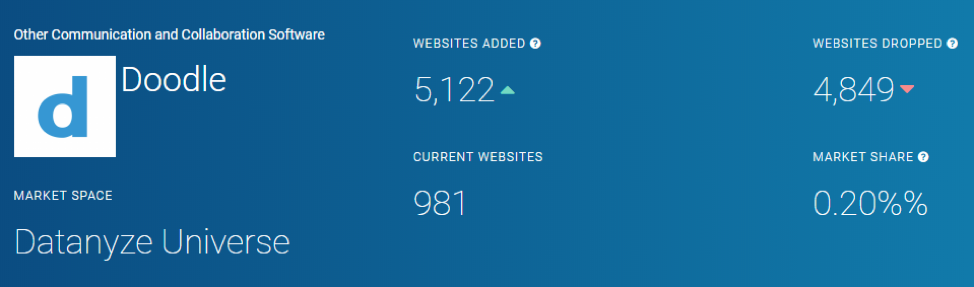 Other Communication and Collaboration Software
d
Doodle
MARKET SPACE
Datanyze Universe
WEBSITES ADDED ?
5,122
CURRENT WEBSITES
981
WEBSITES DROPPED ?
4,849
MARKET SHARE ?
0.20%%